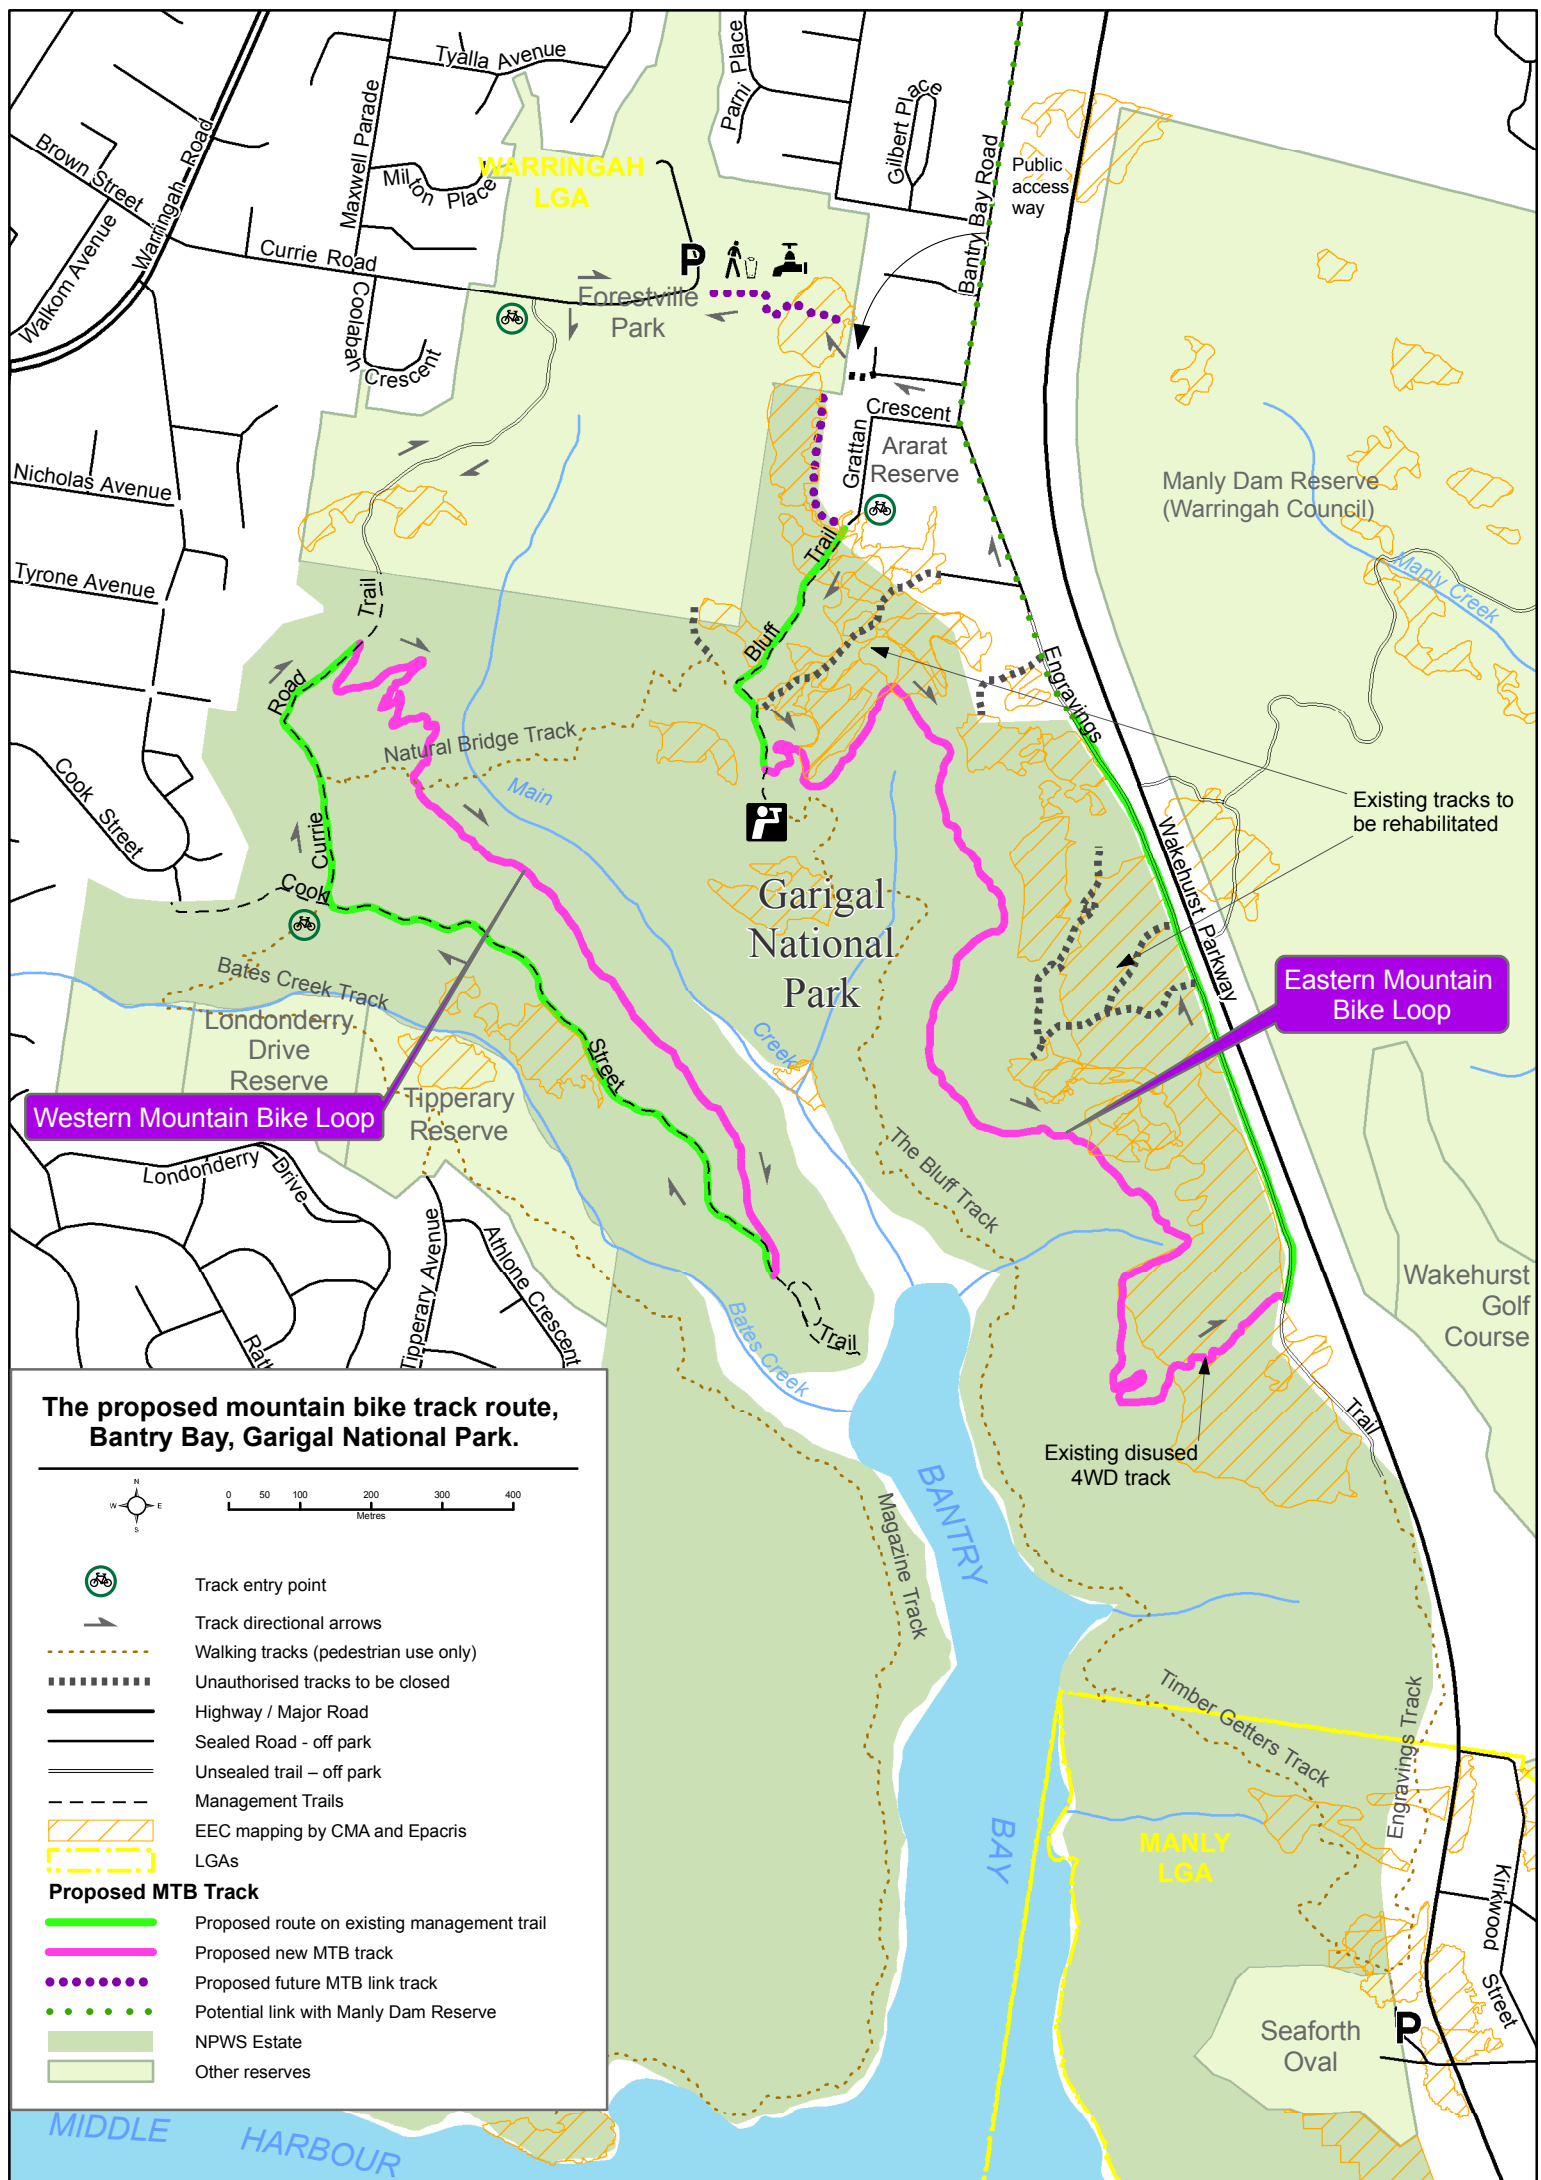 Tyalla Avenue
Parni Place
Gilbert Place
Brown Street
Warringah Road
Maxwell Parade
Milton Place
WARRINGAH
LGA
Bantry Bay Road
Public
access
way
Walkom Avenue
Currie Road
P
Forestville
Park
Coolabah Crescent
Grattan Crescent
Ararat
Reserve
Nicholas Avenue
Manly Dam Reserve
(Warringah Council)
Manly Creek
Tyrone Avenue
Trail
Bluff Trail
Engravings
Road
Natural Bridge Track
Main
Cook Street
Currie
Existing tracks to
be rehabilitated
Wakehurst Parkway
Cook
Garigal
National
Park
Bates Creek Track
Eastern Mountain
Bike Loop
Londonderry
Drive
Reserve
Creek
Street
Western Mountain Bike Loop
Tipperary
Reserve
The Bluff Track
Londonderry Drive
Tipperary Avenue
Athlone Crescent
Wakehurst
Golf
Course
Bates Creek
Trail
Trail
Existing disused
4WD track
BANTRY
BAY
Magazine Track
Timber Getters Track
Engravings Track
MANLY
LGA
Kirkwood Street
Seaforth
Oval
P
MIDDLE HARBOUR
The proposed mountain bike track route,
Bantry Bay, Garigal National Park.
N
W E
S
0 50 100 200 300 400
Metres
Track entry point
Track directional arrows
Walking tracks (pedestrian use only)
Unauthorised tracks to be closed
Highway / Major Road
Sealed Road - off park
Unsealed trail – off park
Management Trails
EEC mapping by CMA and Epacris
LGAs
Proposed MTB Track
Proposed route on existing management trail
Proposed new MTB track
Proposed future MTB link track
Potential link with Manly Dam Reserve
NPWS Estate
Other reserves